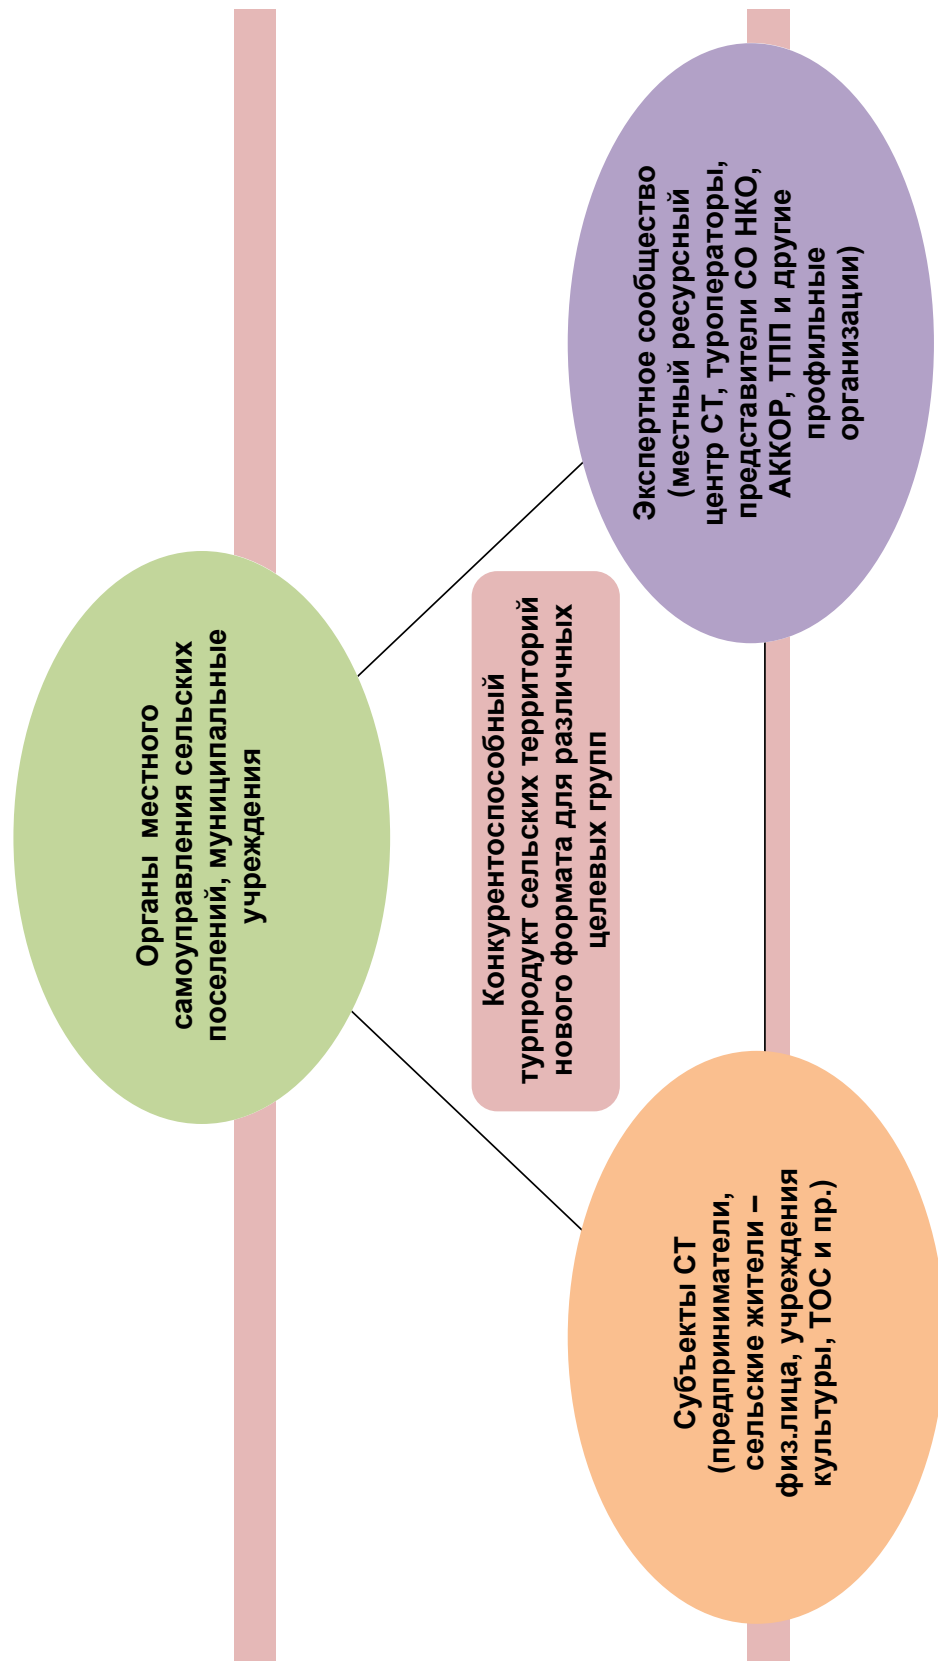 Органы местного
самоуправления сельских
поселений, муниципальные
учреждения
Конкурентоспособный
турпродукт сельских территорий
нового формата для различных
целевых групп
Субъекты СТ
(предприниматели,
сельские жители –
физ.лица, учреждения
культуры, ТОС и пр.)
Экспертное сообщество
(местный ресурсный
центр СТ, туроператоры,
представители СО НКО,
АККОР, ТПП и другие
профильные
организации)